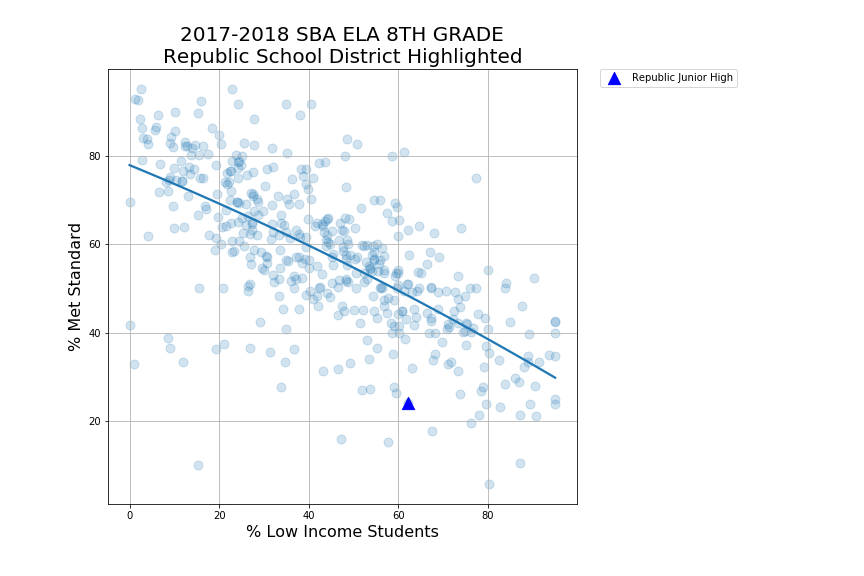 2017-2018 SBA ELA 8TH GRADE
Republic School District Highlighted
Republic Junior High
% Met Standard
80
60
40
20
0 20 40 60 80
% Low Income Students